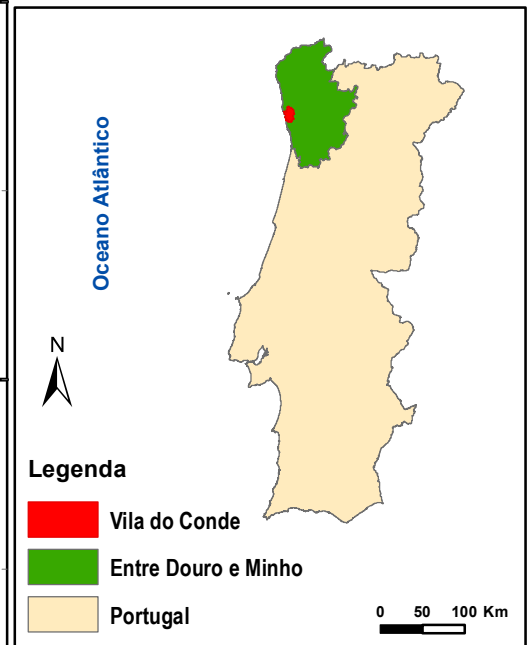 Oceano Atlântico
N
Legenda
Vila do Conde
Entre Douro e Minho
Portugal
0 50 100 Km